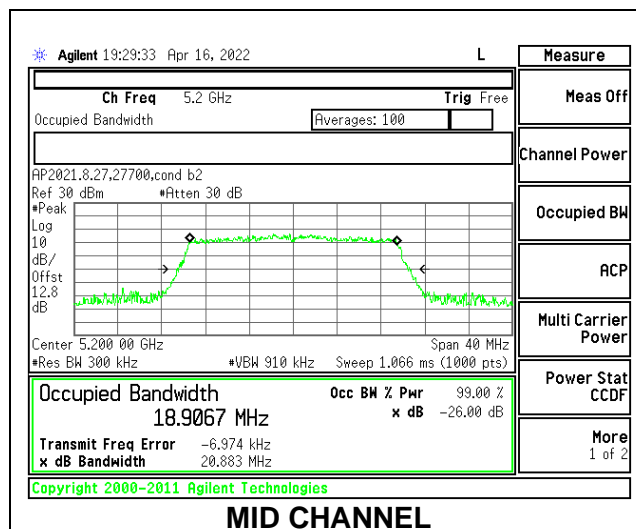 Agilent 19:29:33 Apr 16, 2022 L
Measure
Ch Freq 5.2 GHz Trig Free
Meas Off
Occupied Bandwidth Averages: 100
Channel Power
AP2021.8.27,27700,cond b2
Ref 30 dBm #Atten 30 dB
#Peak
Log
10
dB/
Offst
12.8
dB
Occupied BW
ACP
Center 5.200 00 GHz Span 40 MHz
#Res BW 300 kHz #VBW 910 kHz Sweep 1.066 ms (1000 pts)
Multi Carrier
Power
Occupied Bandwidth Occ BW % Pwr 99.00 %
18.9067 MHz x dB -26.00 dB
Transmit Freq Error -6.974 kHz
x dB Bandwidth 20.883 MHz
Power Stat
CCDF
More
1 of 2
Copyright 2000-2011 Agilent Technologies
MID CHANNEL